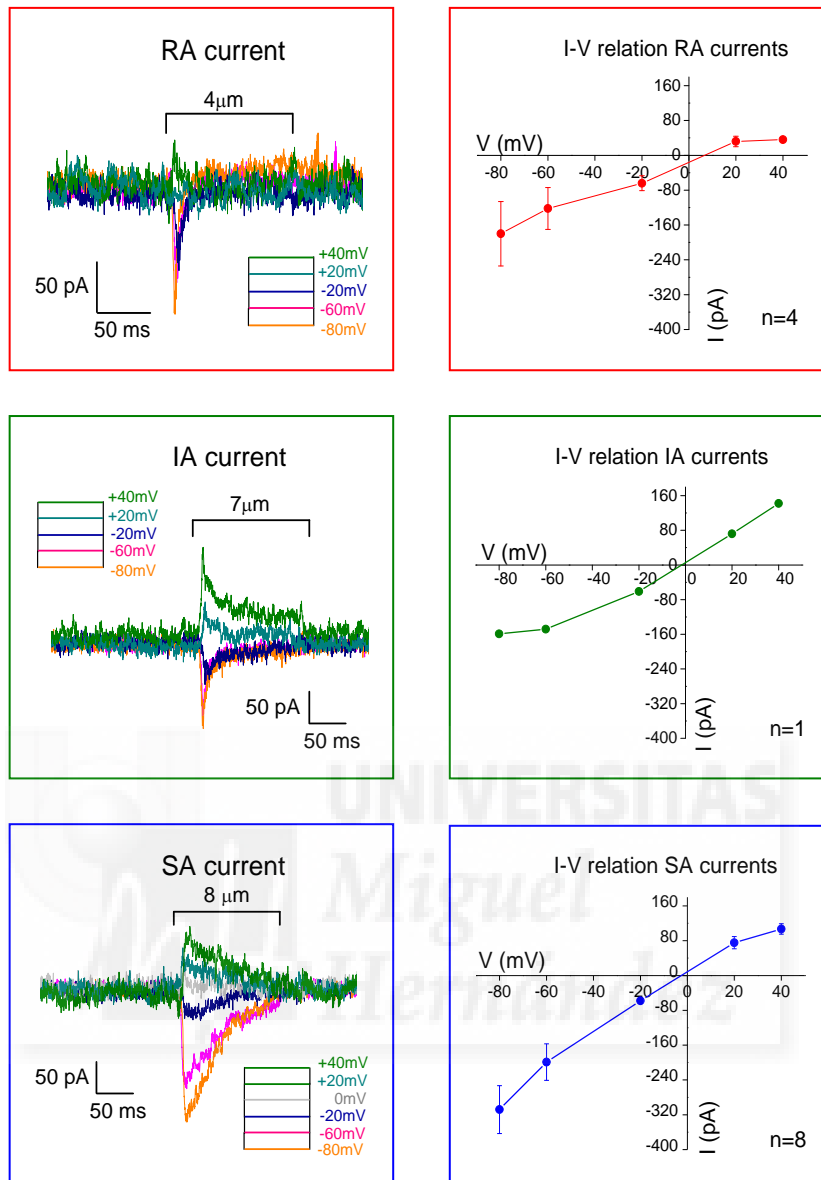 RA current
4μm
50 pA
50 ms
+40mV
+20mV
-20mV
-60mV
-80mV
I-V relation RA currents
V (mV)
I (pA)
160
80
0
-80
-160
-240
-320
-400
-80 -60 -40 -20 0 20 40
n=4
IA current
+40mV
+20mV
-20mV
-60mV
-80mV
7μm
50 pA
50 ms
I-V relation IA currents
V (mV)
I (pA)
160
80
0
-80
-160
-240
-320
-400
-80 -60 -40 -20 0 20 40
n=1
SA current
8 μm
50 pA
50 ms
+40mV
+20mV
0mV
-20mV
-60mV
-80mV
I-V relation SA currents
V (mV)
I (pA)
160
80
0
-80
-160
-240
-320
-400
-80 -60 -40 -20 0 20 40
n=8
UNIVERSITAS
Miguel
Hernández